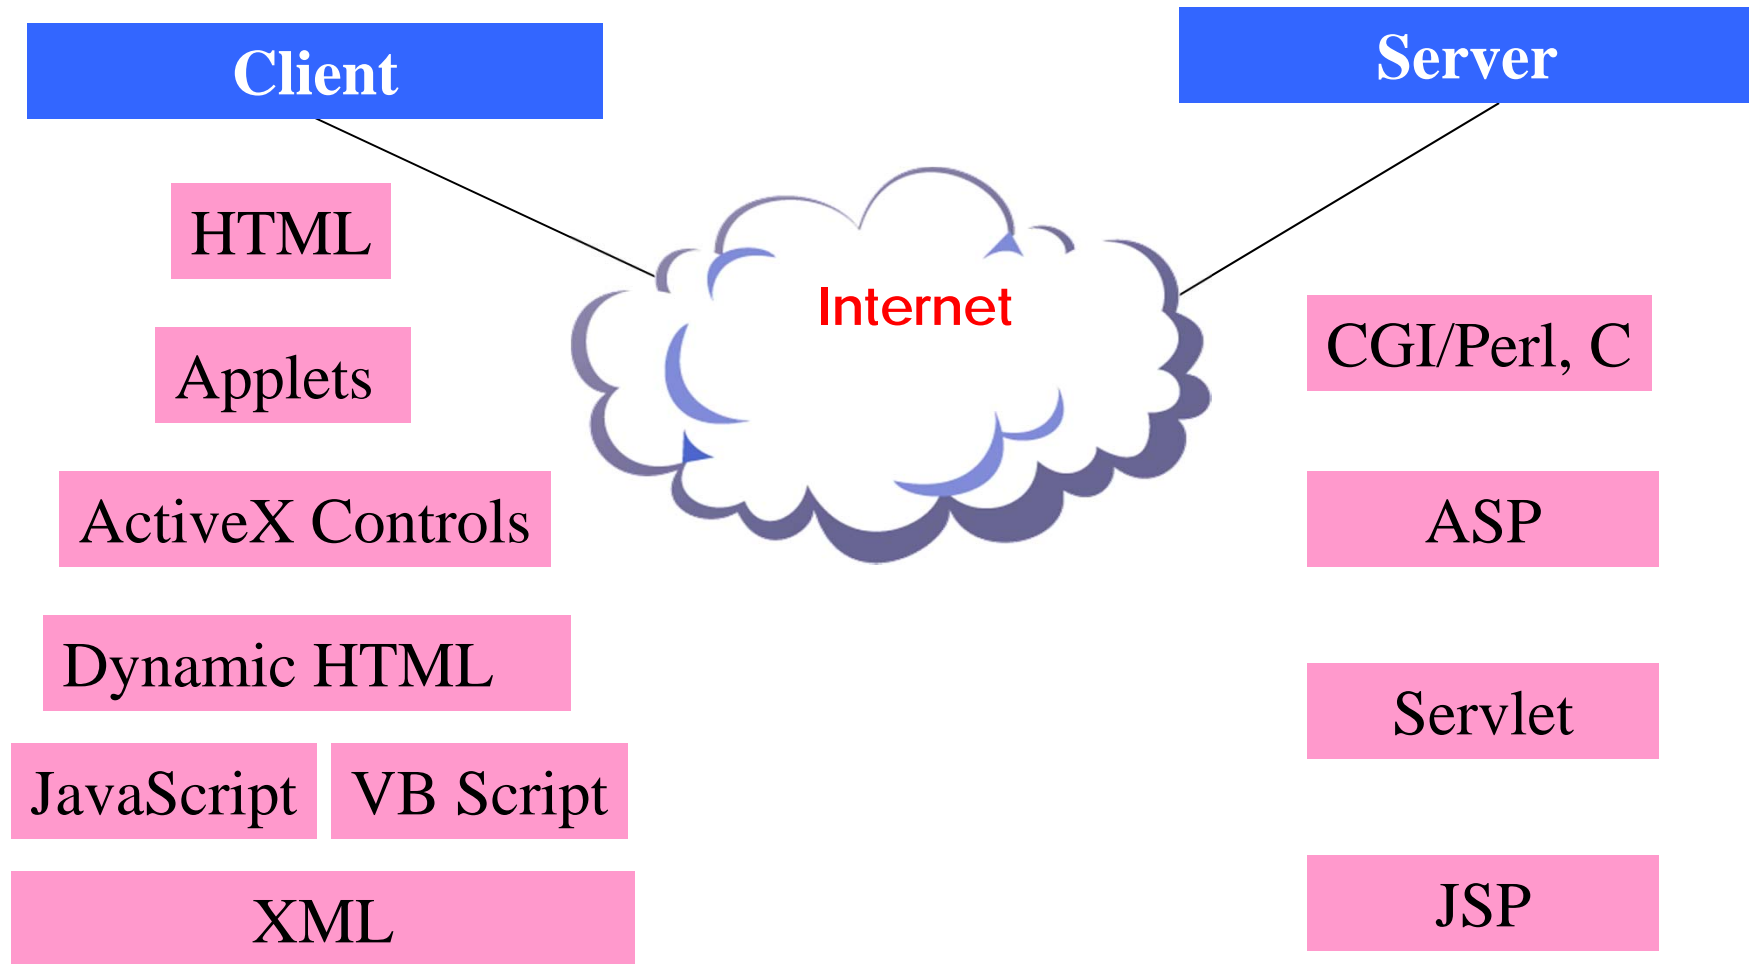 Client
Server
HTML
Internet
Applets
CGI/Perl, C
ActiveX Controls
ASP
Dynamic HTML
Servlet
JavaScript
VB Script
XML
JSP